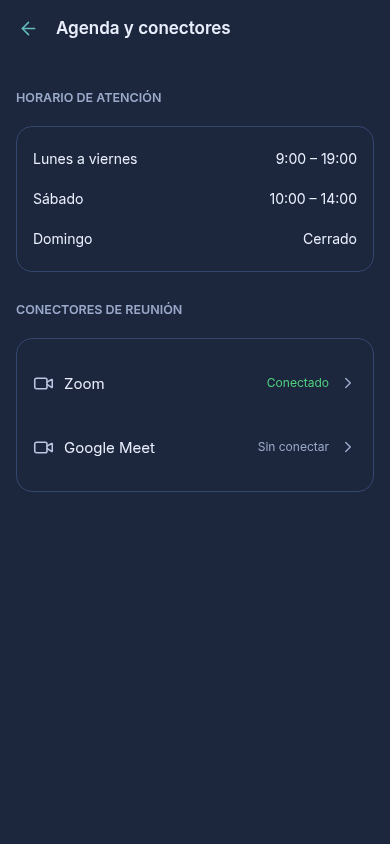 Agenda y conectores
HORARIO DE ATENCIÓN
Lunes a viernes 9:00 – 19:00
Sábado 10:00 – 14:00
Domingo Cerrado
CONECTORES DE REUNIÓN
Zoom Conectado
Google Meet Sin conectar